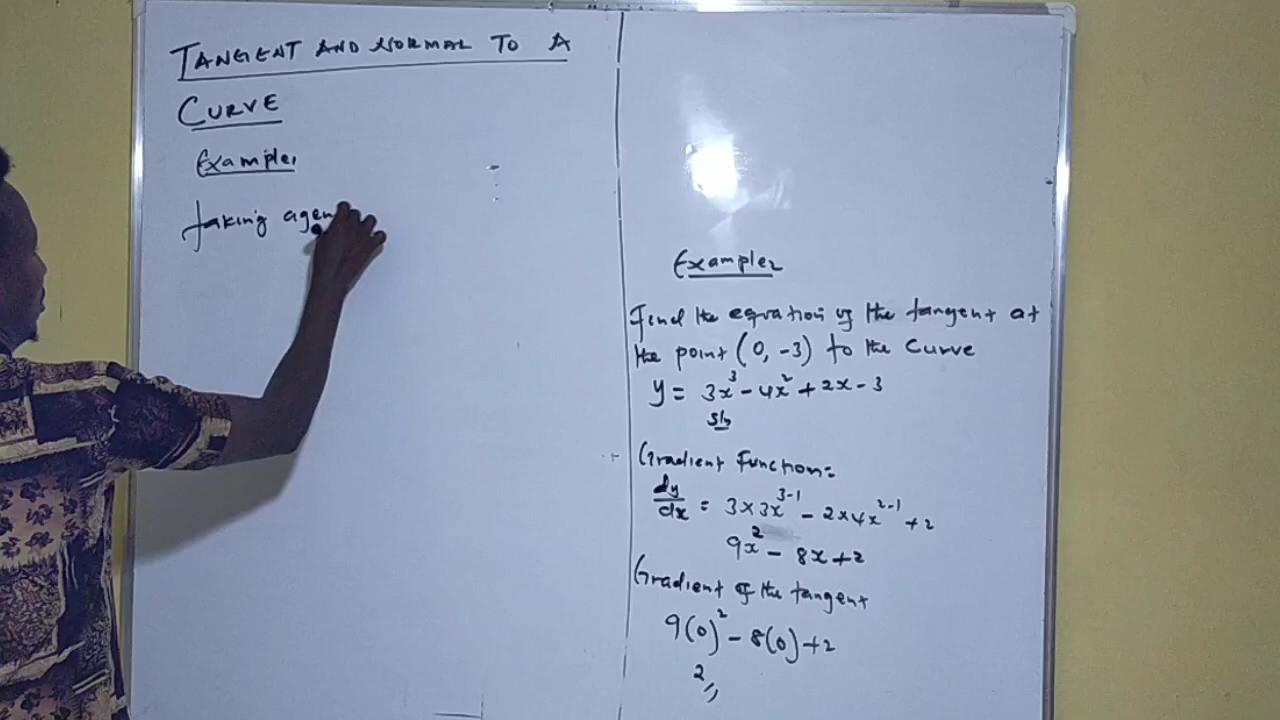 TANGENT AND NORMAL TO A
CURVE
Example1
taking agen
Example2
Find the equation of the tangent at
the point (0, -3) to the curve
y = 3x³ - 4x² + 2x - 3
Sln
Gradient Function =
dy/dx = 3×3x³⁻¹ - 2×4x²⁻¹ + 2
9x² - 8x + 2
Gradient of the tangent
9(0)² - 8(0) + 2
2,,